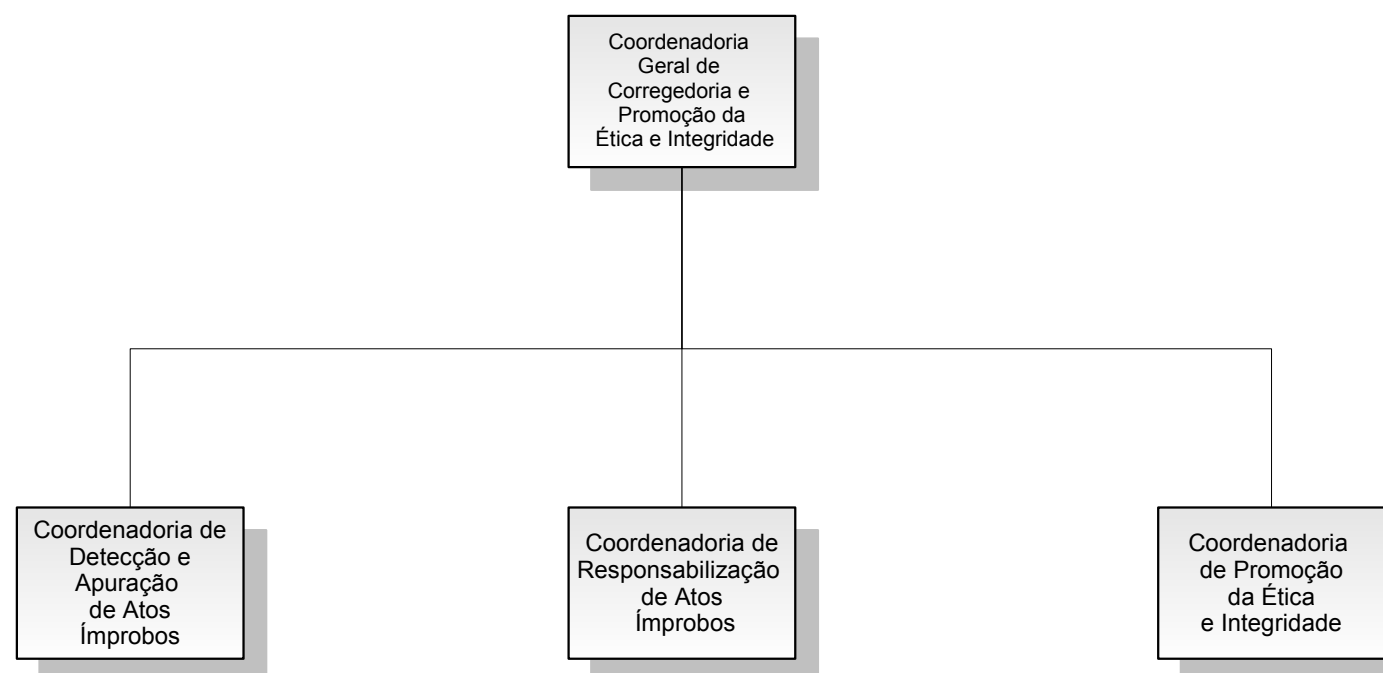 Coordenadoria
Geral de
Corregedoria e
Promoção da
Ética e Integridade
Coordenadoria de
Detecção e
Apuração
de Atos
Ímprobos
Coordenadoria de
Responsabilização
de Atos
Ímprobos
Coordenadoria
de Promoção
da Ética
e Integridade